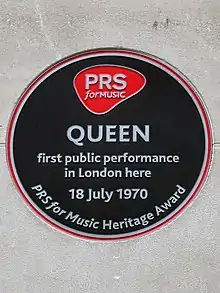 PRS
for MUSIC
QUEEN
first public performance
in London here
18 July 1970
PRS for Music Heritage Award